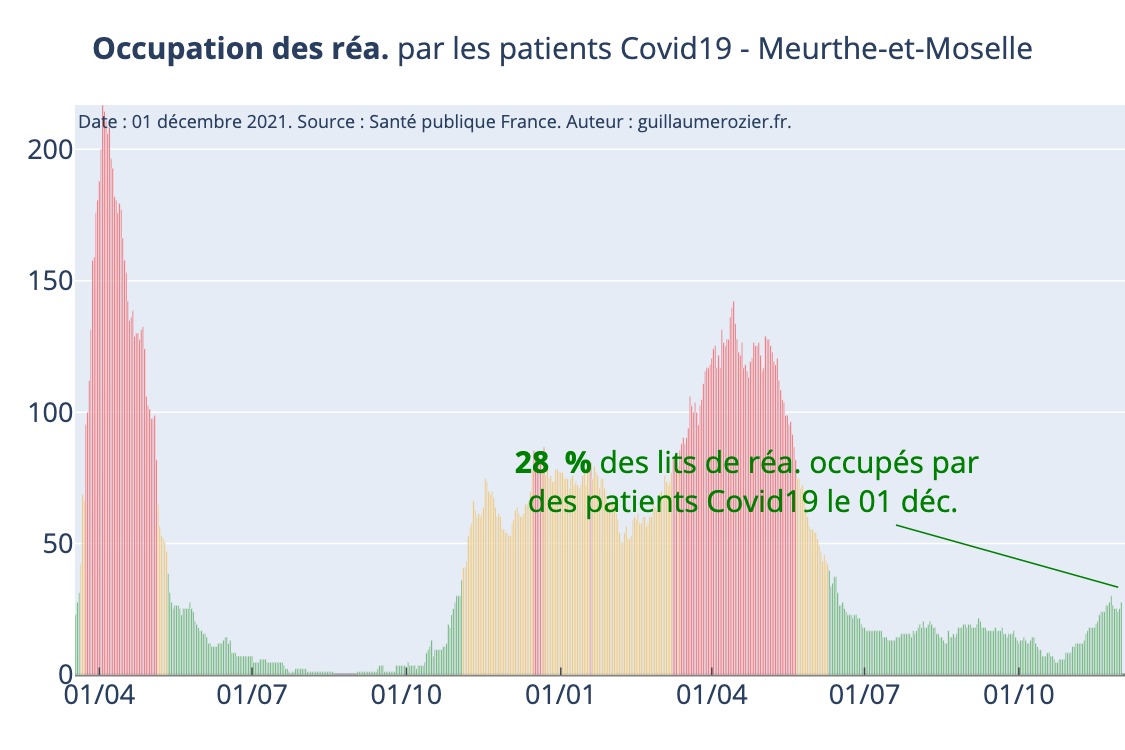 Occupation des réa. par les patients Covid19 - Meurthe-et-Moselle
Date : 01 décembre 2021. Source : Santé publique France. Auteur : guillaumerozier.fr.
200
150
100
50
0
28 % des lits de réa. occupés par
des patients Covid19 le 01 déc.
01/04 01/07 01/10 01/01 01/04 01/07 01/10